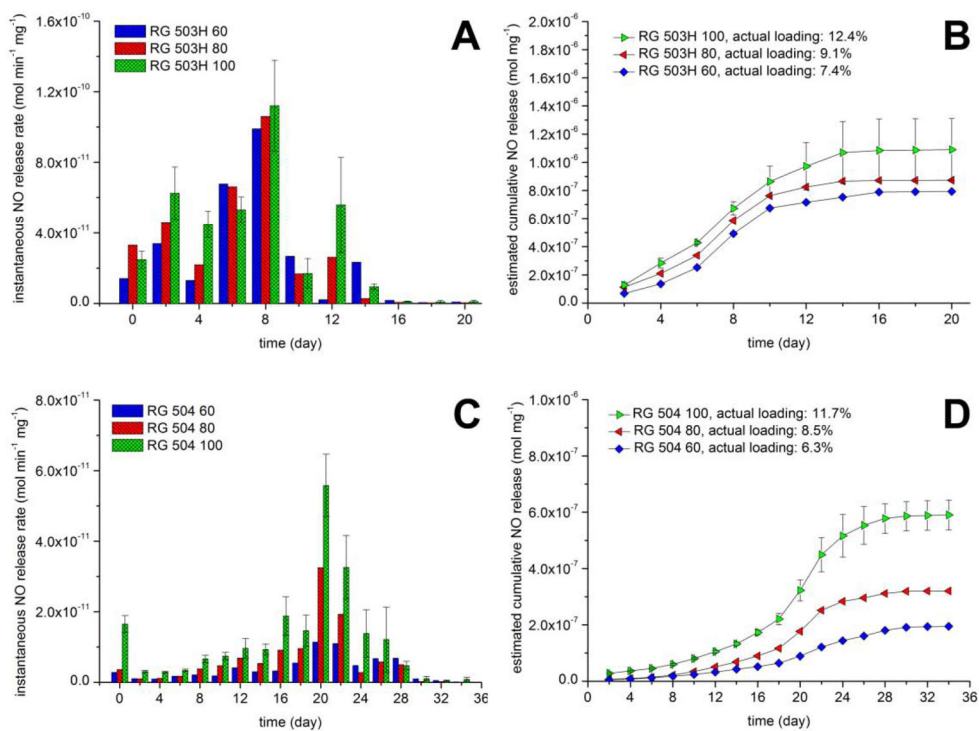 A
RG 503H 60
RG 503H 80
RG 503H 100
instantaneous NO release rate (mol min⁻¹ mg⁻¹)
1.6x10⁻¹⁰
1.2x10⁻¹⁰
8.0x10⁻¹¹
4.0x10⁻¹¹
0.0
0 4 8 12 16 20
time (day)
B
RG 503H 100, actual loading: 12.4%
RG 503H 80, actual loading: 9.1%
RG 503H 60, actual loading: 7.4%
estimated cumulative NO release (mol mg⁻¹)
2.0x10⁻⁶
1.8x10⁻⁶
1.6x10⁻⁶
1.4x10⁻⁶
1.2x10⁻⁶
1.0x10⁻⁶
8.0x10⁻⁷
6.0x10⁻⁷
4.0x10⁻⁷
2.0x10⁻⁷
0.0
0 4 8 12 16 20
time (day)
C
RG 504 60
RG 504 80
RG 504 100
instantaneous NO release rate (mol min⁻¹ mg⁻¹)
8.0x10⁻¹¹
6.0x10⁻¹¹
4.0x10⁻¹¹
2.0x10⁻¹¹
0.0
0 4 8 12 16 20 24 28 32 36
time (day)
D
RG 504 100, actual loading: 11.7%
RG 504 80, actual loading: 8.5%
RG 504 60, actual loading: 6.3%
estimated cumulative NO release (mol mg⁻¹)
1.0x10⁻⁶
8.0x10⁻⁷
6.0x10⁻⁷
4.0x10⁻⁷
2.0x10⁻⁷
0.0
0 4 8 12 16 20 24 28 32 36
time (day)